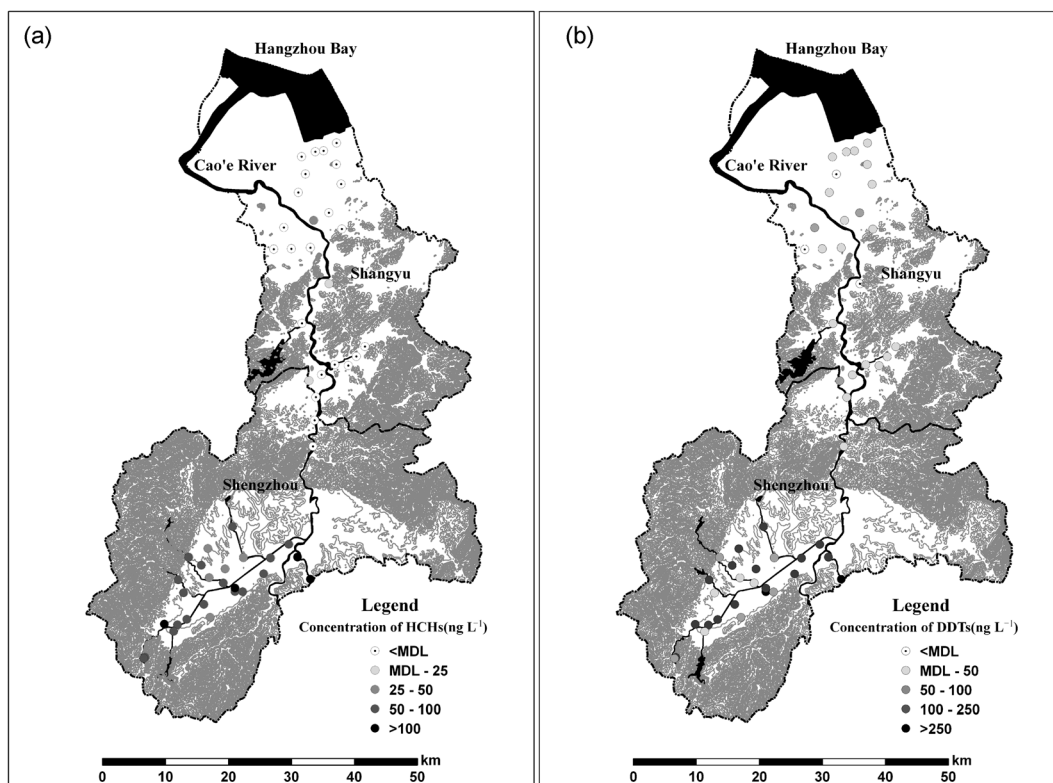 (a)
Hangzhou Bay
Cao'e River
Shangyu
Shengzhou
Legend
Concentration of HCHs(ng L⁻¹)
<MDL
MDL - 25
25 - 50
50 - 100
>100
km
0 10 20 30 40 50
(b)
Hangzhou Bay
Cao'e River
Shangyu
Shengzhou
Legend
Concentration of DDTs(ng L⁻¹)
<MDL
MDL - 50
50 - 100
100 - 250
>250
km
0 10 20 30 40 50